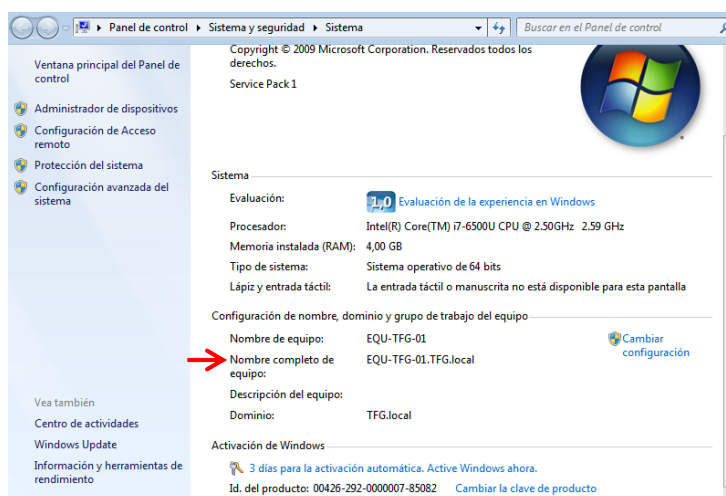 Panel de control ▸ Sistema y seguridad ▸ Sistema
Buscar en el Panel de control
Ventana principal del Panel de
control
Administrador de dispositivos
Configuración de Acceso
remoto
Protección del sistema
Configuración avanzada del
sistema
Vea también
Centro de actividades
Windows Update
Información y herramientas de
rendimiento
Copyright © 2009 Microsoft Corporation. Reservados todos los
derechos.
Service Pack 1
Sistema
Evaluación: 1,0 Evaluación de la experiencia en Windows
Procesador: Intel(R) Core(TM) i7-6500U CPU @ 2.50GHz 2.59 GHz
Memoria instalada (RAM): 4,00 GB
Tipo de sistema: Sistema operativo de 64 bits
Lápiz y entrada táctil: La entrada táctil o manuscrita no está disponible para esta pantalla
Configuración de nombre, dominio y grupo de trabajo del equipo
Nombre de equipo: EQU-TFG-01 Cambiar
configuración
Nombre completo de EQU-TFG-01.TFG.local
equipo:
Descripción del equipo:
Dominio: TFG.local
Activación de Windows
3 días para la activación automática. Active Windows ahora.
Id. del producto: 00426-292-0000007-85082 Cambiar la clave de producto